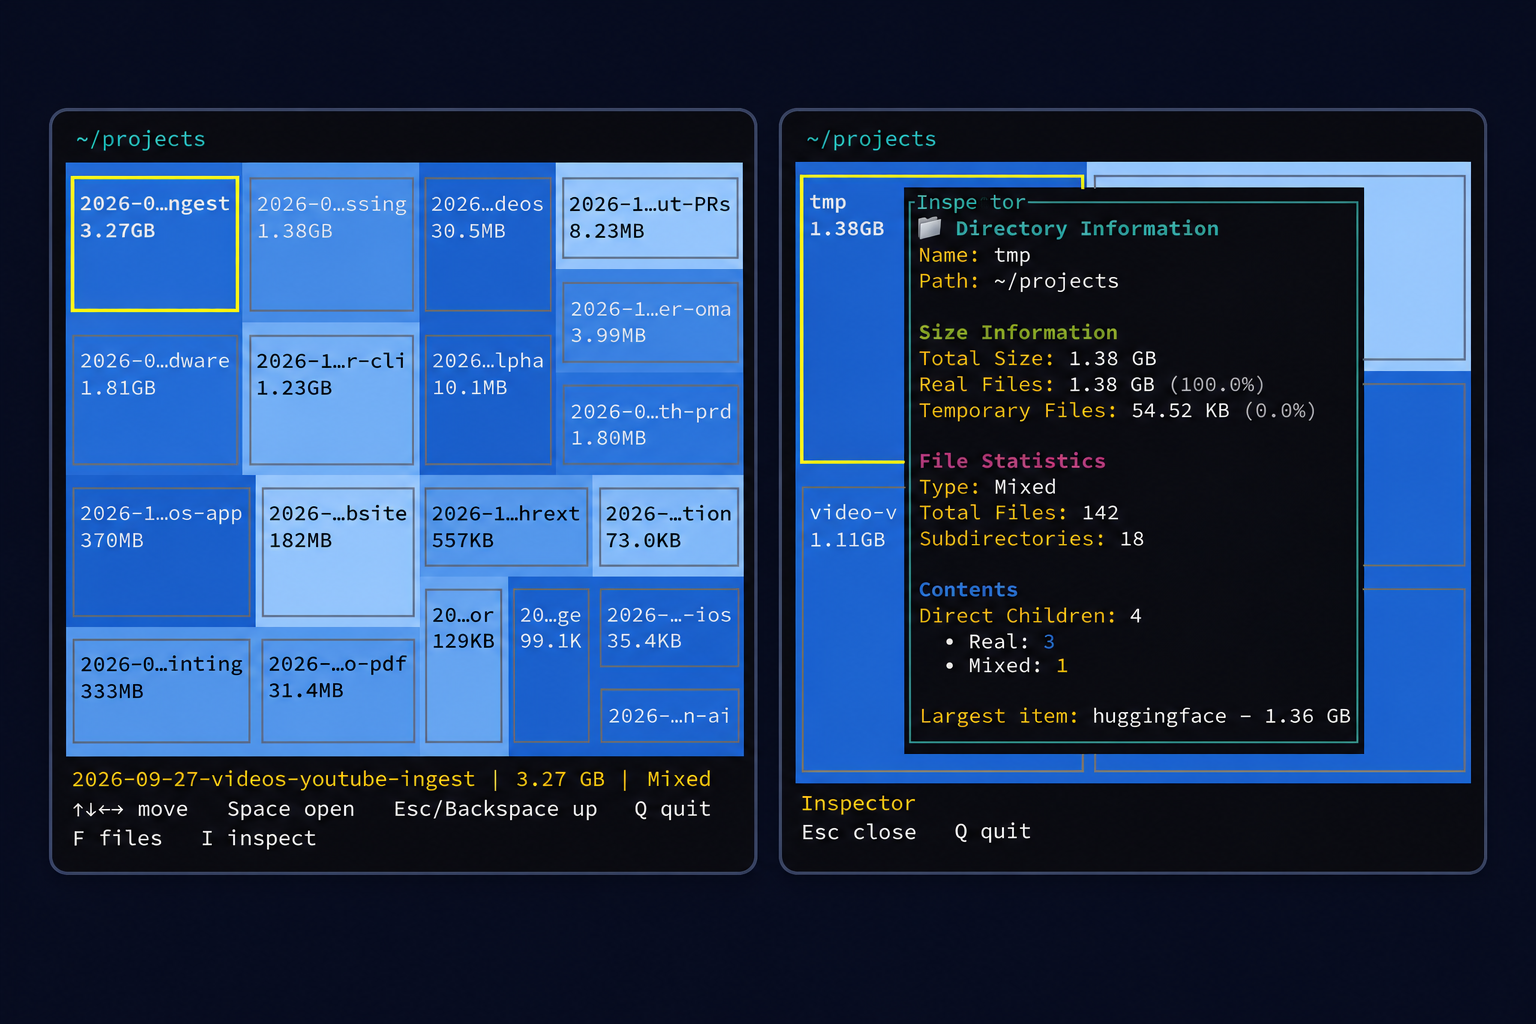 ~/projects
2026-0…ngest
3.27GB
2026-0…ssing
1.38GB
2026…deos
30.5MB
2026-1…ut-PRs
8.23MB
2026-1…er-oma
3.99MB
2026-0…dware
1.81GB
2026-1…r-cli
1.23GB
2026…lpha
10.1MB
2026-0…th-prd
1.80MB
2026-1…os-app
370MB
2026-…bsite
182MB
2026-1…hrext
557KB
2026-…tion
73.0KB
20…or
129KB
20…ge
99.1K
2026-…-ios
35.4KB
2026-0…inting
333MB
2026-…o-pdf
31.4MB
2026-…n-ai
2026-09-27-videos-youtube-ingest | 3.27 GB | Mixed
↑↓←→ move Space open Esc/Backspace up Q quit
F files I inspect
~/projects
tmp
1.38GB
video-v
1.11GB
Inspe tor
Directory Information
Name: tmp
Path: ~/projects
Size Information
Total Size: 1.38 GB
Real Files: 1.38 GB (100.0%)
Temporary Files: 54.52 KB (0.0%)
File Statistics
Type: Mixed
Total Files: 142
Subdirectories: 18
Contents
Direct Children: 4
• Real: 3
• Mixed: 1
Largest item: huggingface – 1.36 GB
Inspector
Esc close Q quit